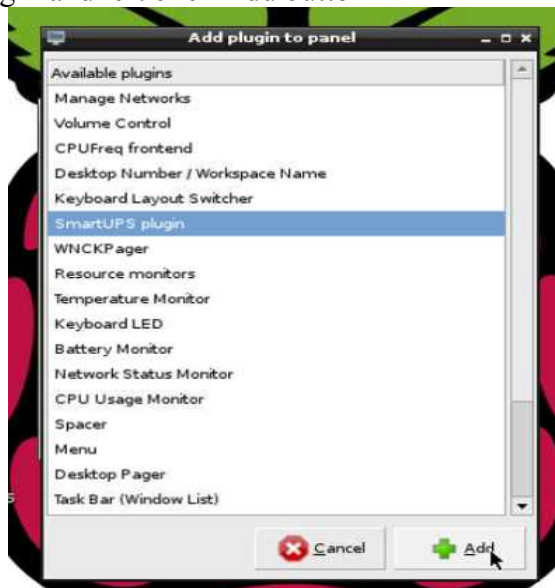 Add plugin to panel
Available plugins
Manage Networks
Volume Control
CPUFreq frontend
Desktop Number / Workspace Name
Keyboard Layout Switcher
SmartUPS plugin
WNCKPager
Resource monitors
Temperature Monitor
Keyboard LED
Battery Monitor
Network Status Monitor
CPU Usage Monitor
Spacer
Menu
Desktop Pager
Task Bar (Window List)
Cancel Add